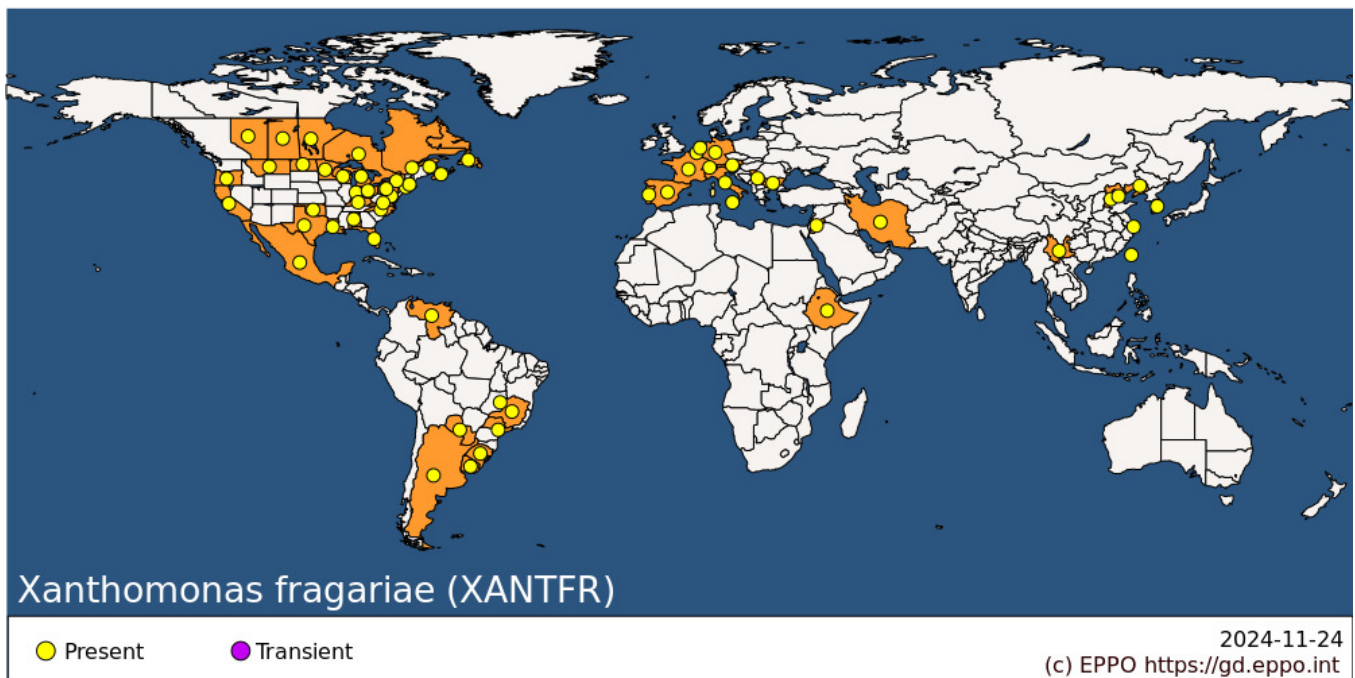 Xanthomonas fragariae (XANTFR)
Present
Transient
2024-11-24
(c) EPPO https://gd.eppo.int